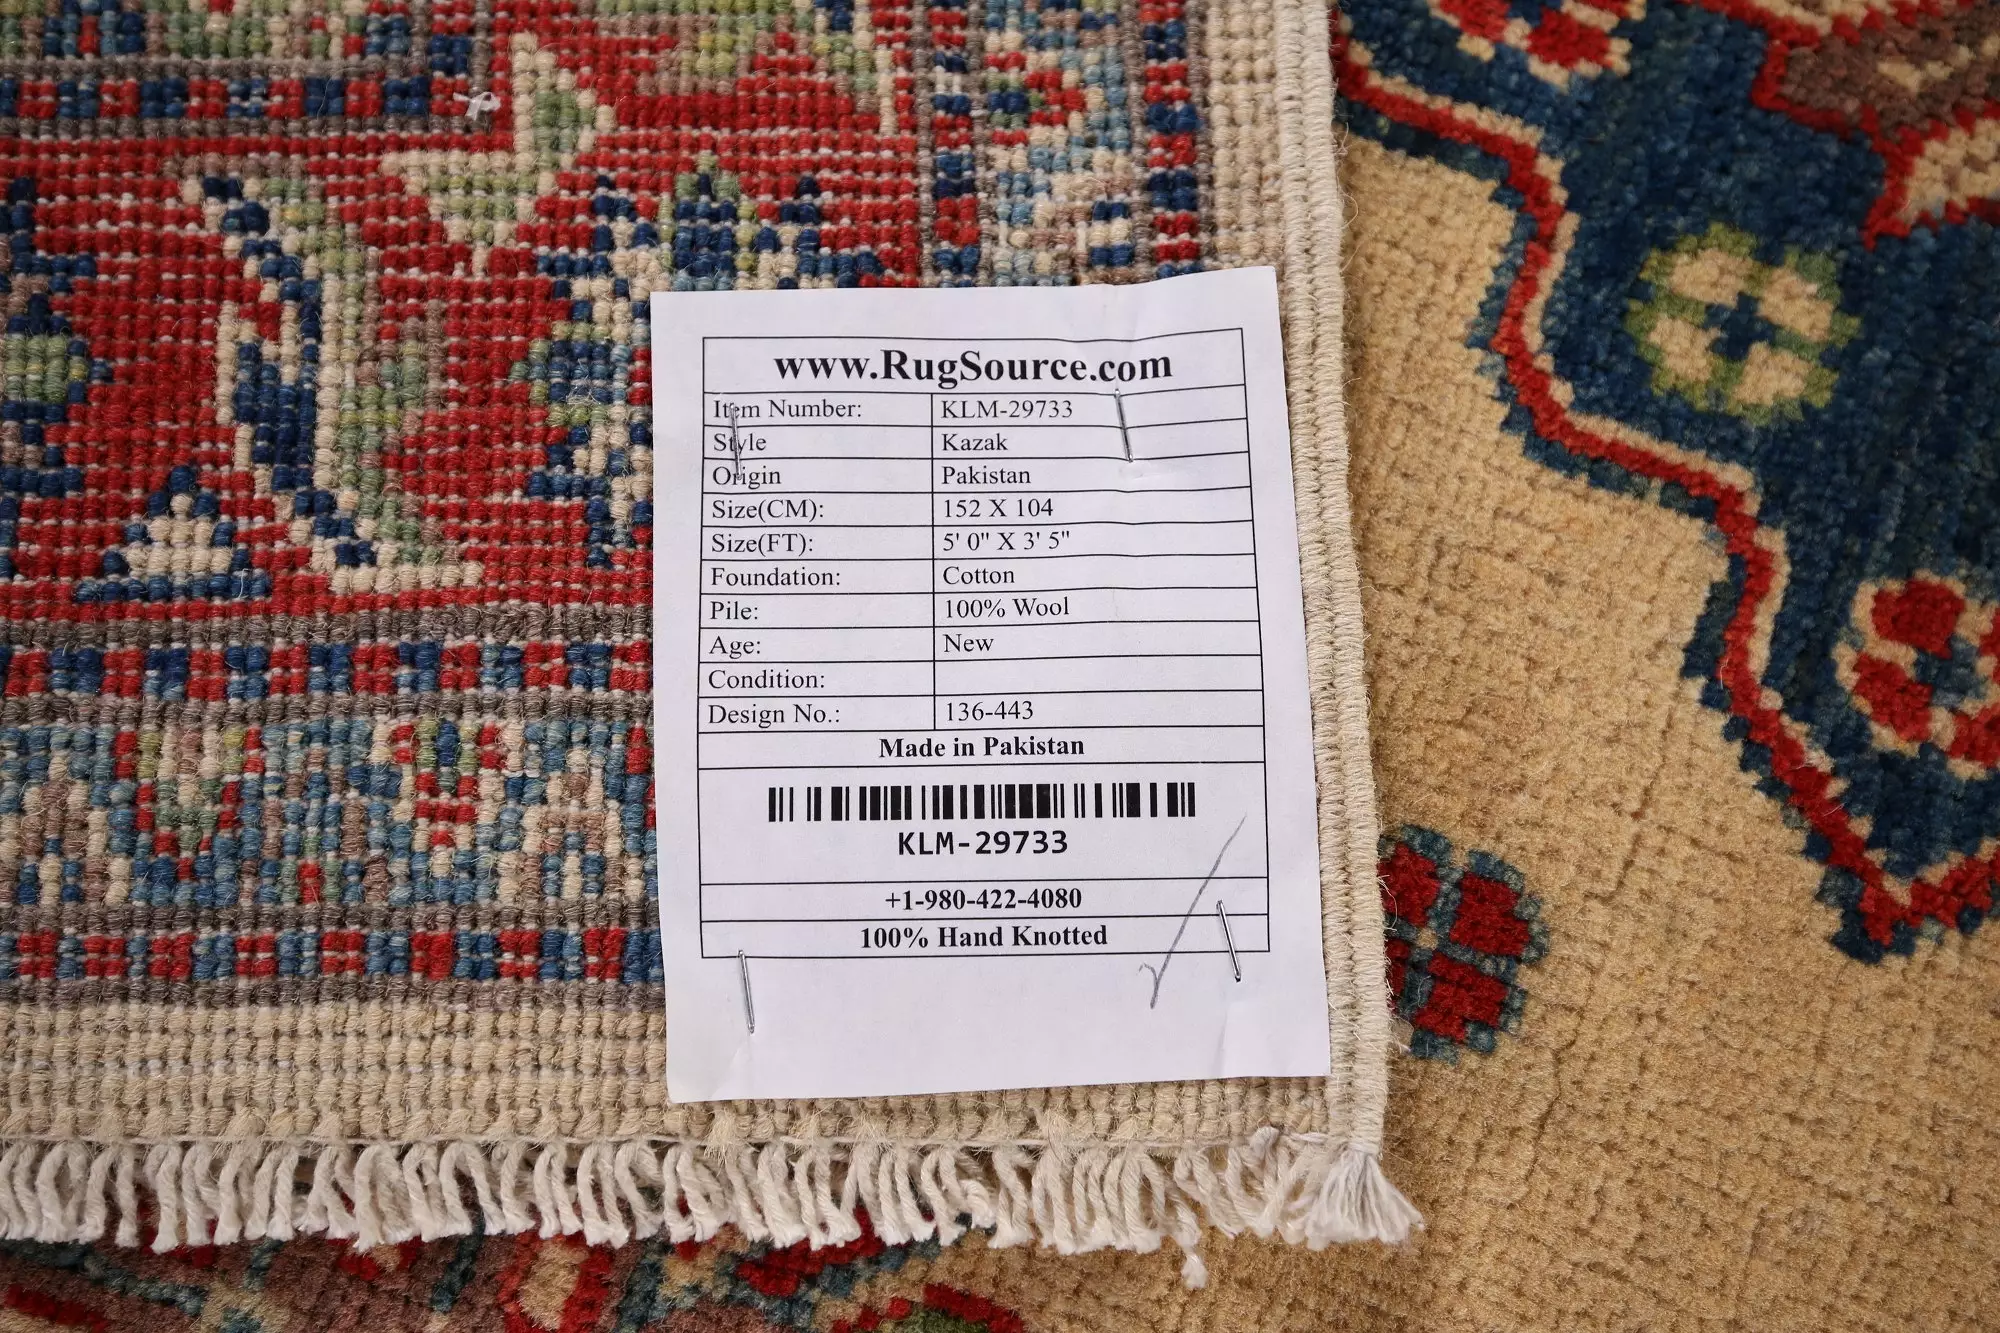 www.RugSource.com
Item Number: KLM-29733
Style Kazak
Origin Pakistan
Size(CM): 152 X 104
Size(FT): 5' 0" X 3' 5"
Foundation: Cotton
Pile: 100% Wool
Age: New
Condition:
Design No.: 136-443
Made in Pakistan
KLM-29733
+1-980-422-4080
100% Hand Knotted